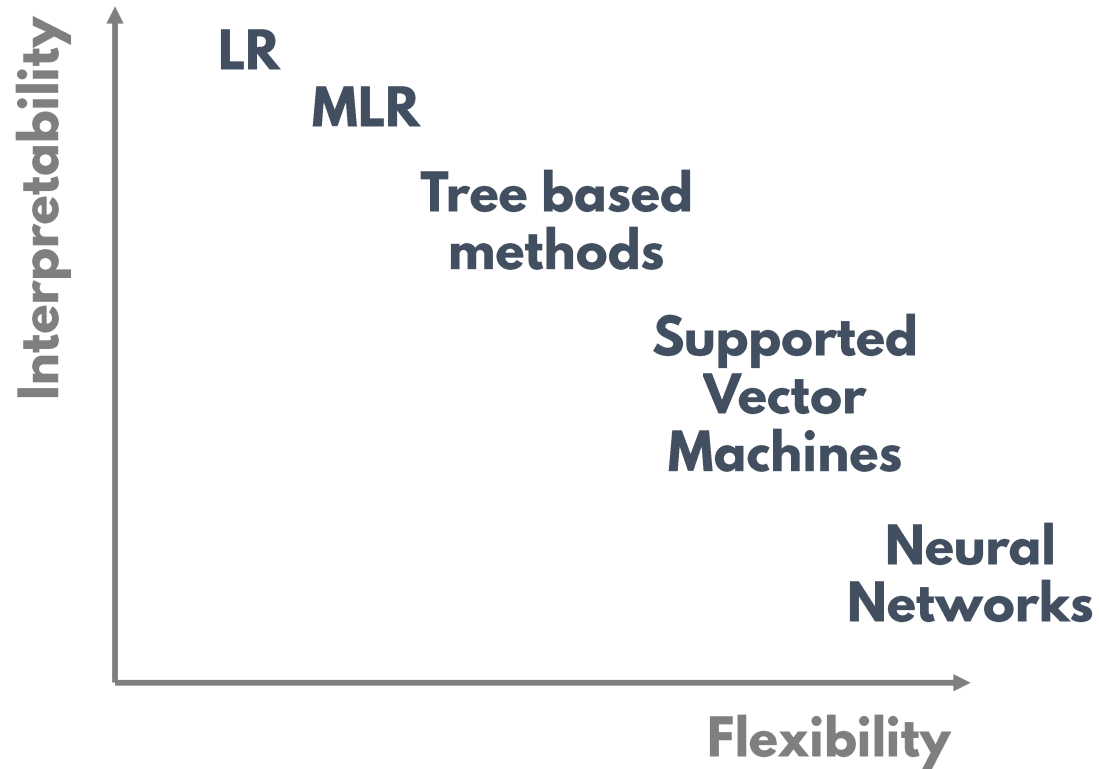 Interpretability
LR
MLR
Tree based
methods
Supported
Vector
Machines
Neural
Networks
Flexibility